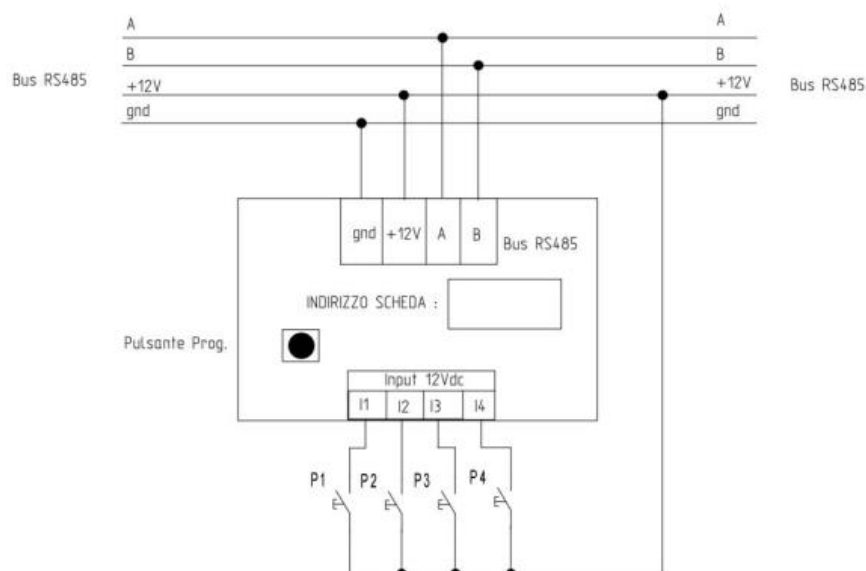 A A
B B
Bus RS485 +12V +12V Bus RS485
gnd gnd
gnd +12V A B Bus RS485
INDIRIZZO SCHEDA :
Pulsante Prog.
Input 12Vdc
I1 I2 I3 I4
P1 P2 P3 P4